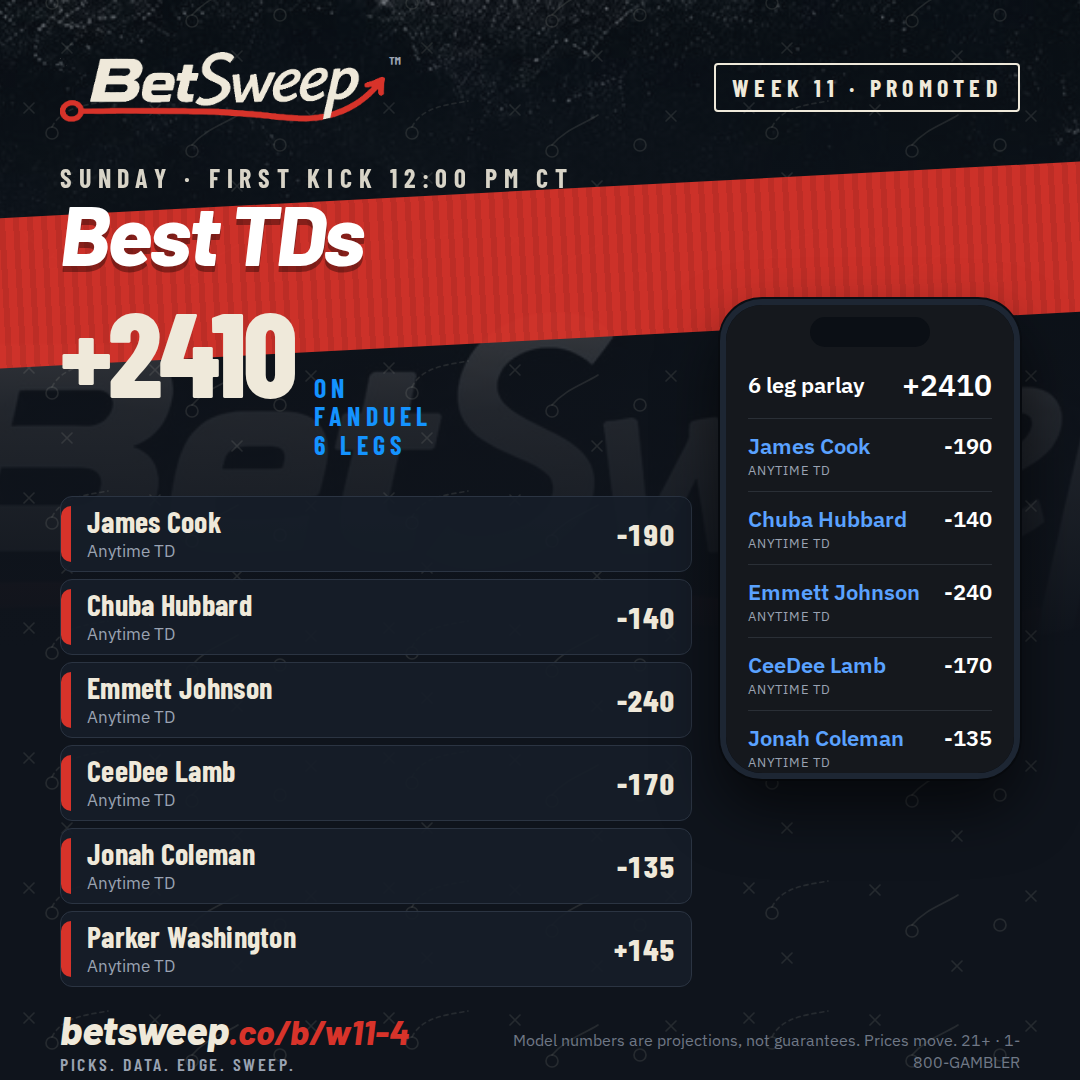 BetSweep TM
WEEK 11 · PROMOTED
SUNDAY · FIRST KICK 12:00 PM CT
Best TDs
+2410
ON
FANDUEL
6 LEGS
James Cook
Anytime TD
-190
Chuba Hubbard
Anytime TD
-140
Emmett Johnson
Anytime TD
-240
CeeDee Lamb
Anytime TD
-170
Jonah Coleman
Anytime TD
-135
Parker Washington
Anytime TD
+145
6 leg parlay +2410
James Cook -190
ANYTIME TD
Chuba Hubbard -140
ANYTIME TD
Emmett Johnson -240
ANYTIME TD
CeeDee Lamb -170
ANYTIME TD
Jonah Coleman -135
ANYTIME TD
betsweep.co/b/w11-4
PICKS. DATA. EDGE. SWEEP.
Model numbers are projections, not guarantees. Prices move. 21+ · 1-
800-GAMBLER